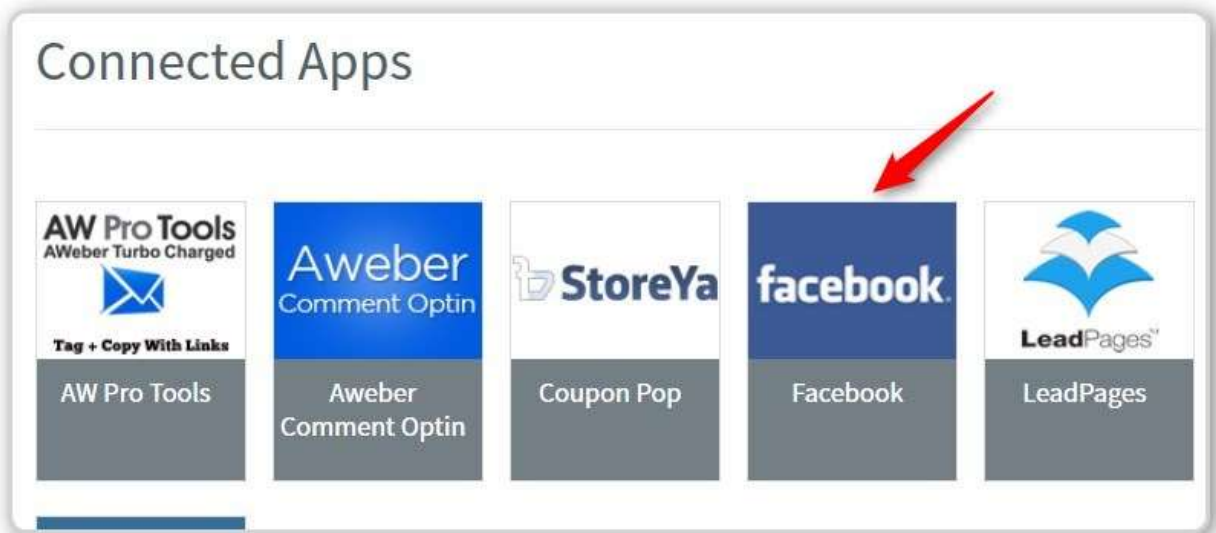 Connected Apps
AW Pro Tools
AWeber Turbo Charged
Tag + Copy With Links
AW Pro Tools
Aweber
Comment Optin
Aweber
Comment Optin
StoreYa
Coupon Pop
facebook
Facebook
LeadPages™
LeadPages